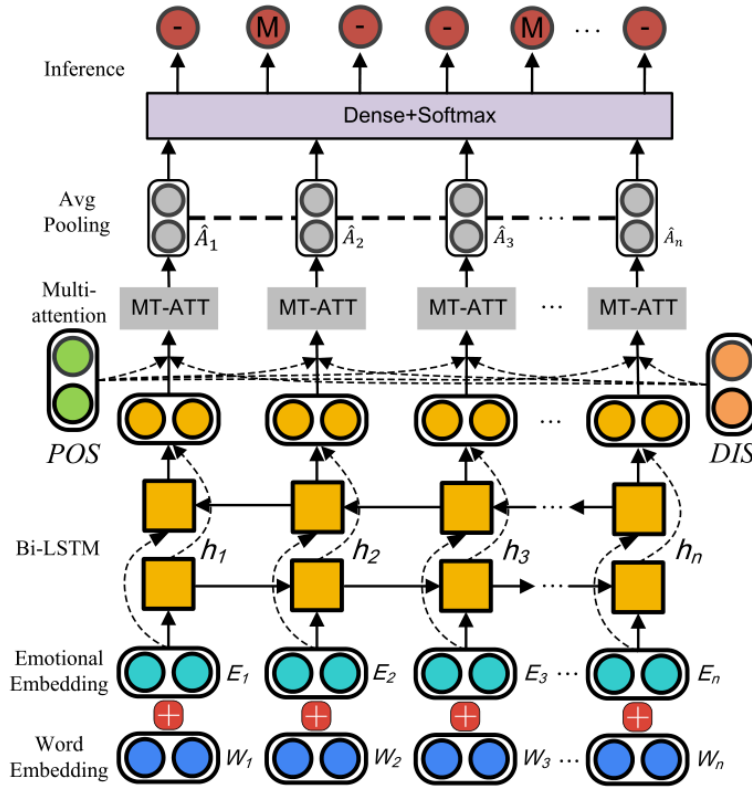 - M - - M ... -
Inference
Dense+Softmax
Avg
Pooling
Â₁ Â₂ Â₃ ... Âₙ
Multi-
attention
MT-ATT MT-ATT MT-ATT ... MT-ATT
POS ... DIS
Bi-LSTM
h₁ h₂ h₃ hₙ
...
...
Emotional
Embedding
E₁ E₂ E₃ ... Eₙ
+ + + +
Word
Embedding
W₁ W₂ W₃ ... Wₙ